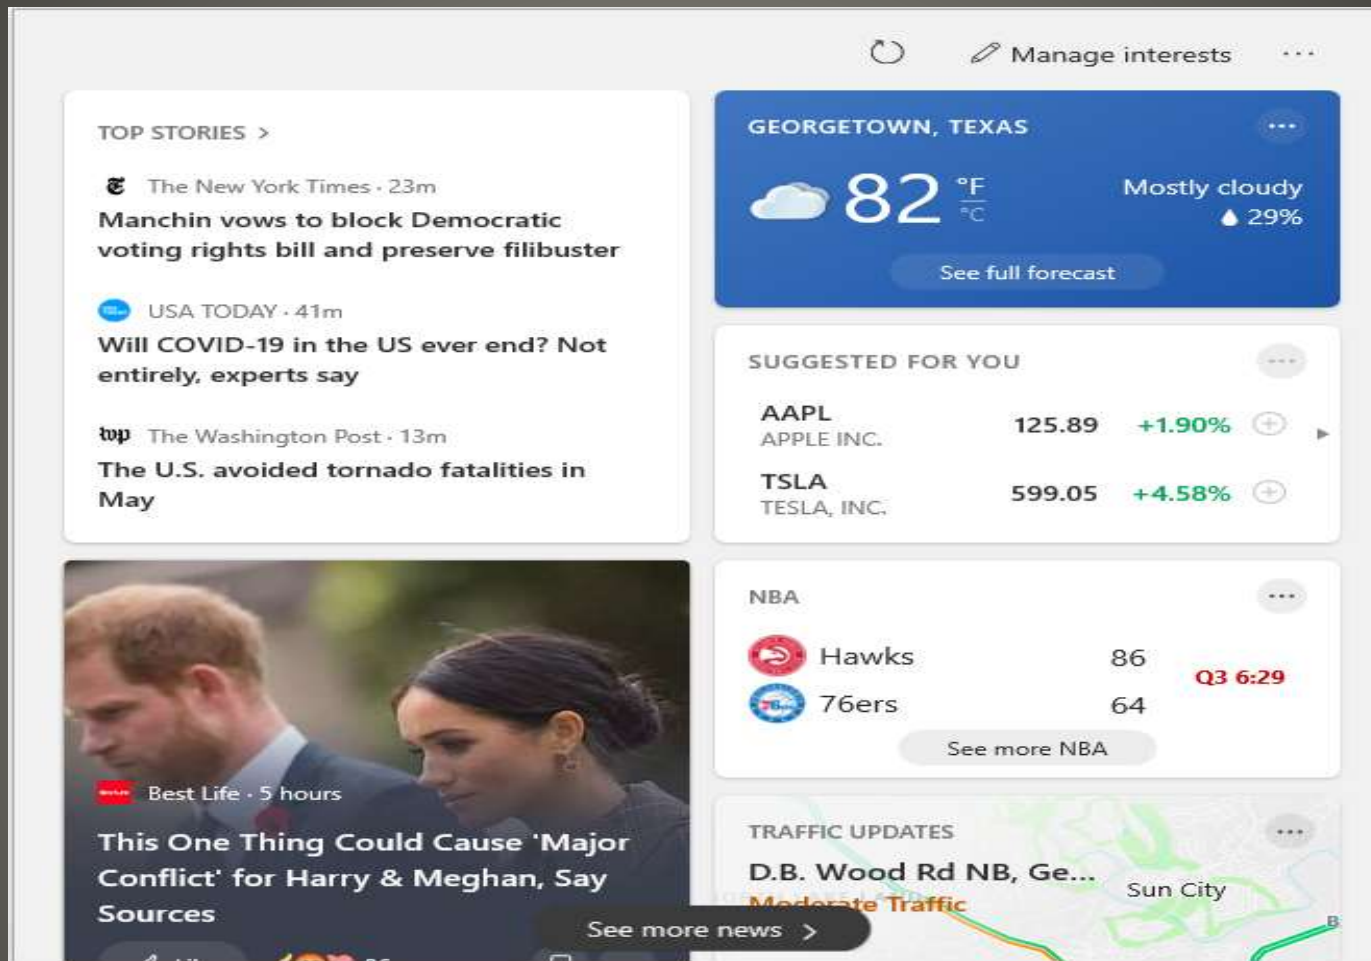 Manage interests
TOP STORIES >
The New York Times · 23m
Manchin vows to block Democratic
voting rights bill and preserve filibuster
USA TODAY · 41m
Will COVID-19 in the US ever end? Not
entirely, experts say
wp The Washington Post · 13m
The U.S. avoided tornado fatalities in
May
Best Life · 5 hours
This One Thing Could Cause 'Major
Conflict' for Harry & Meghan, Say
Sources
GEORGETOWN, TEXAS
82 °F
°C
Mostly cloudy
29%
See full forecast
SUGGESTED FOR YOU
AAPL 125.89 +1.90%
APPLE INC.
TSLA 599.05 +4.58%
TESLA, INC.
NBA
Hawks 86
Q3 6:29
76ers 64
See more NBA
TRAFFIC UPDATES
D.B. Wood Rd NB, Ge...
Sun City
Moderate Traffic
B
See more news >